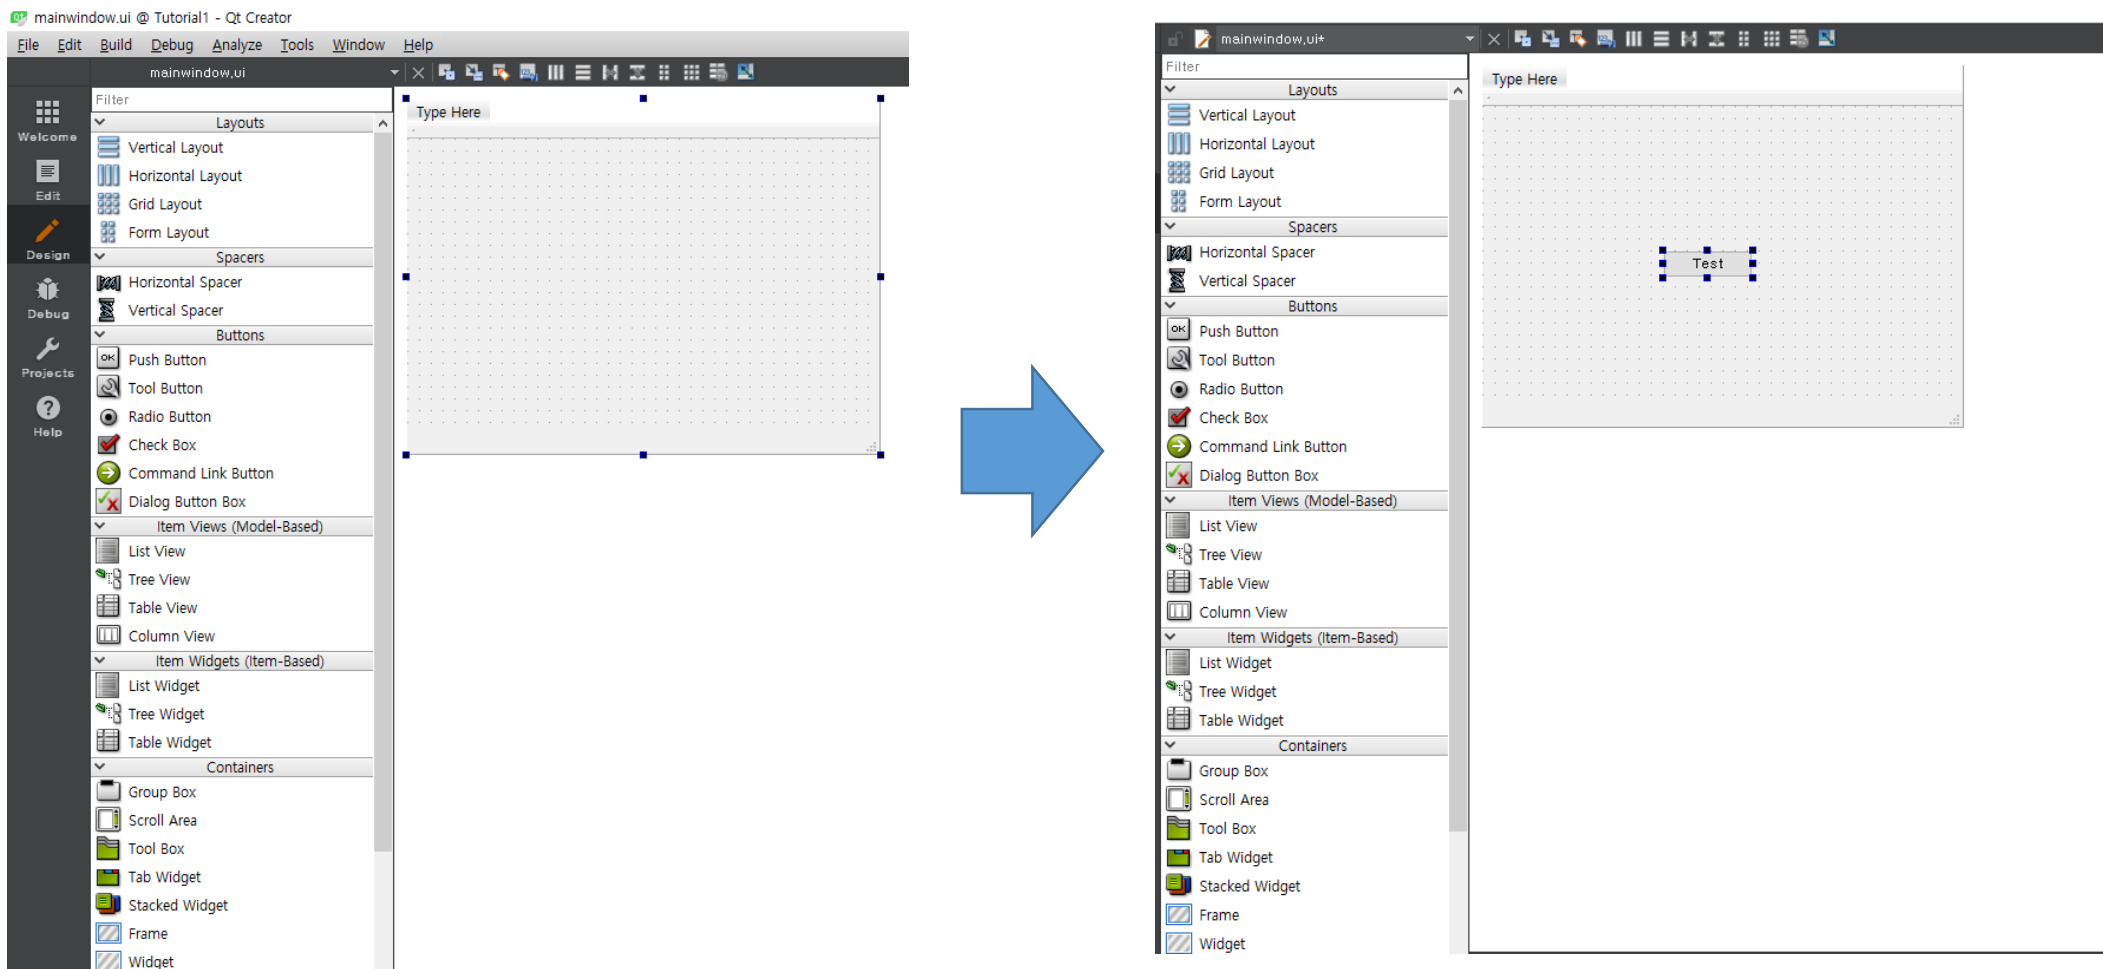 mainwindow.ui @ Tutorial1 - Qt Creator
File Edit Build Debug Analyze Tools Window Help
mainwindow,ui
Filter
Type Here
Welcome
Edit
Design
Debug
Projects
Help
Layouts
Vertical Layout
Horizontal Layout
Grid Layout
Form Layout
Spacers
Horizontal Spacer
Vertical Spacer
Buttons
OK Push Button
Tool Button
Radio Button
Check Box
Command Link Button
Dialog Button Box
Item Views (Model-Based)
List View
Tree View
Table View
Column View
Item Widgets (Item-Based)
List Widget
Tree Widget
Table Widget
Containers
Group Box
Scroll Area
Tool Box
Tab Widget
Stacked Widget
Frame
Widget
mainwindow,ui*
Filter
Type Here
Layouts
Vertical Layout
Horizontal Layout
Grid Layout
Form Layout
Spacers
Horizontal Spacer
Vertical Spacer
Buttons
OK Push Button
Tool Button
Radio Button
Check Box
Command Link Button
Dialog Button Box
Item Views (Model-Based)
List View
Tree View
Table View
Column View
Item Widgets (Item-Based)
List Widget
Tree Widget
Table Widget
Containers
Group Box
Scroll Area
Tool Box
Tab Widget
Stacked Widget
Frame
Widget
Test